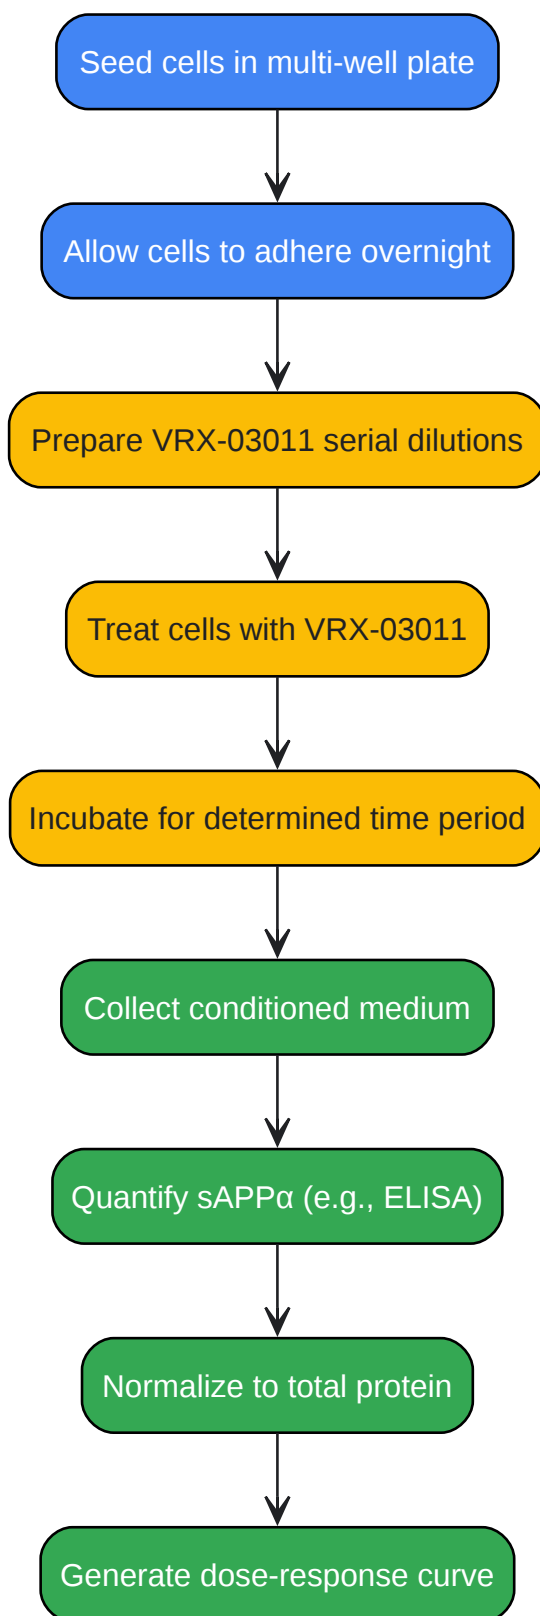 Seed cells in multi-well plate
Allow cells to adhere overnight
Prepare VRX-03011 serial dilutions
Treat cells with VRX-03011
Incubate for determined time period
Collect conditioned medium
Quantify sAPPα (e.g., ELISA)
Normalize to total protein
Generate dose-response curve